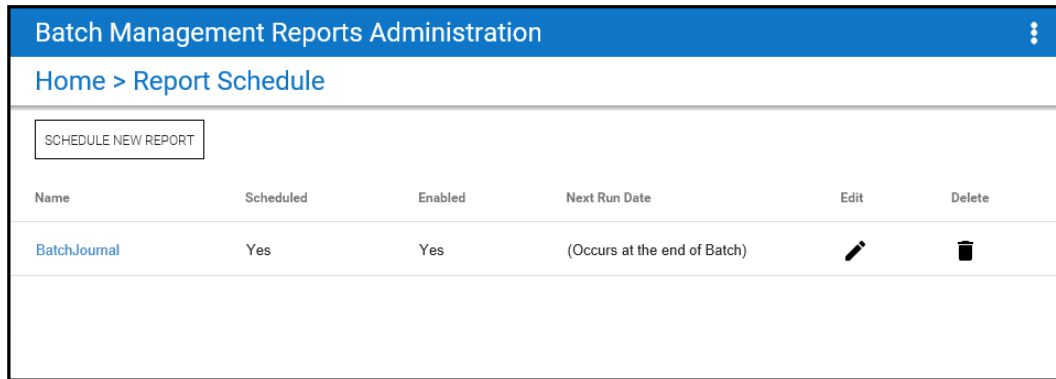 Batch Management Reports Administration
Home > Report Schedule
SCHEDULE NEW REPORT
Name Scheduled Enabled Next Run Date Edit Delete
BatchJournal Yes Yes (Occurs at the end of Batch)